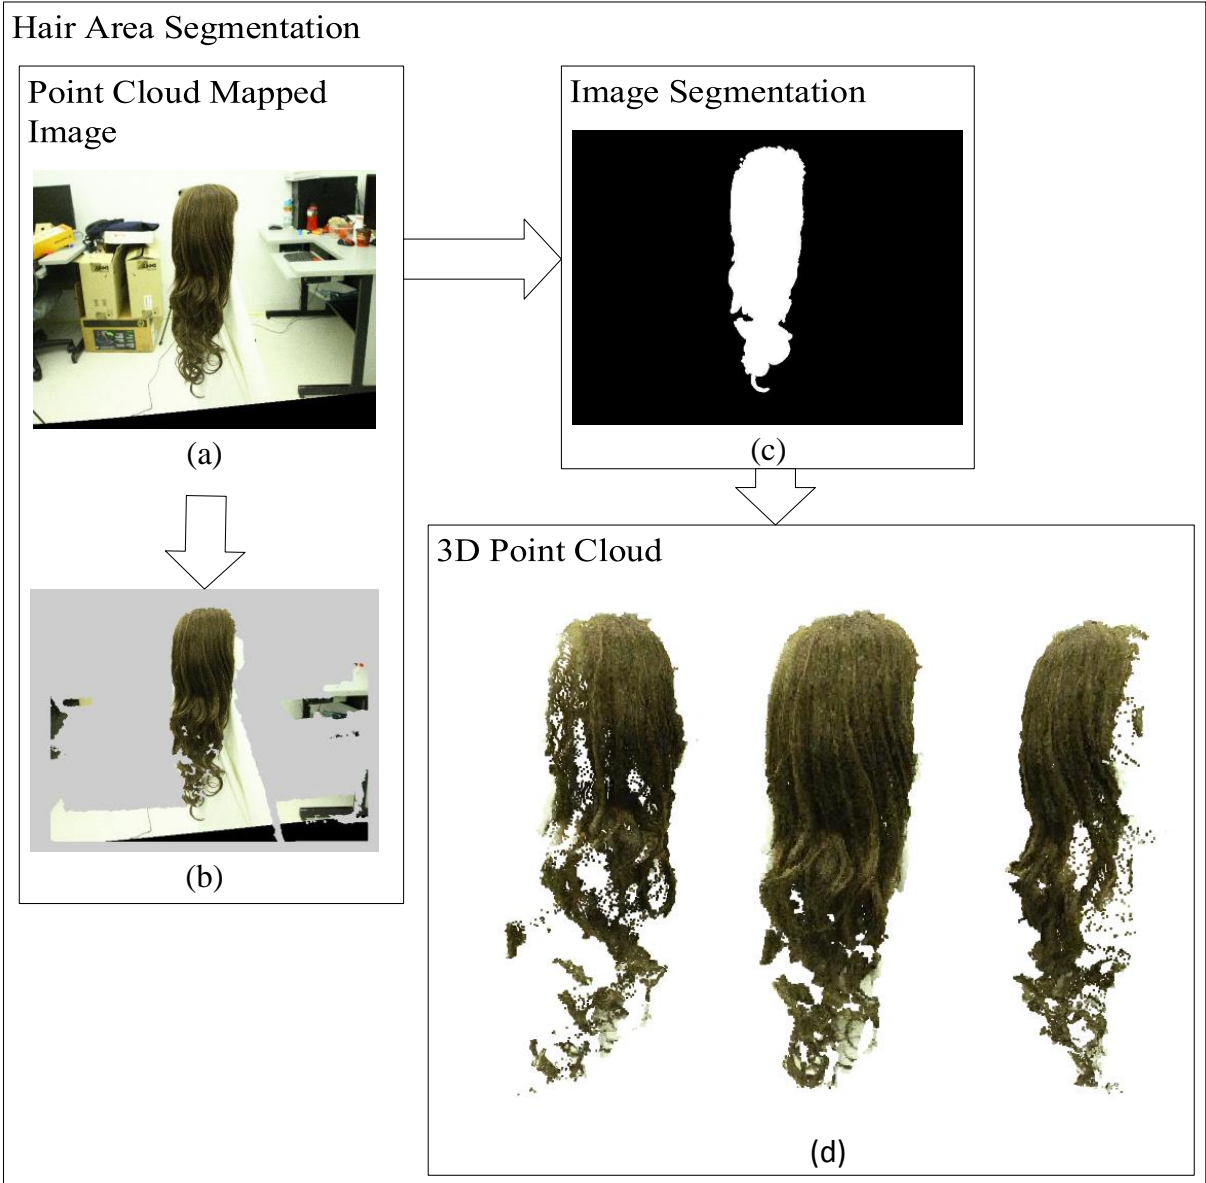 Hair Area Segmentation
Point Cloud Mapped
Image
(a)
(b)
Image Segmentation
(c)
3D Point Cloud
(d)